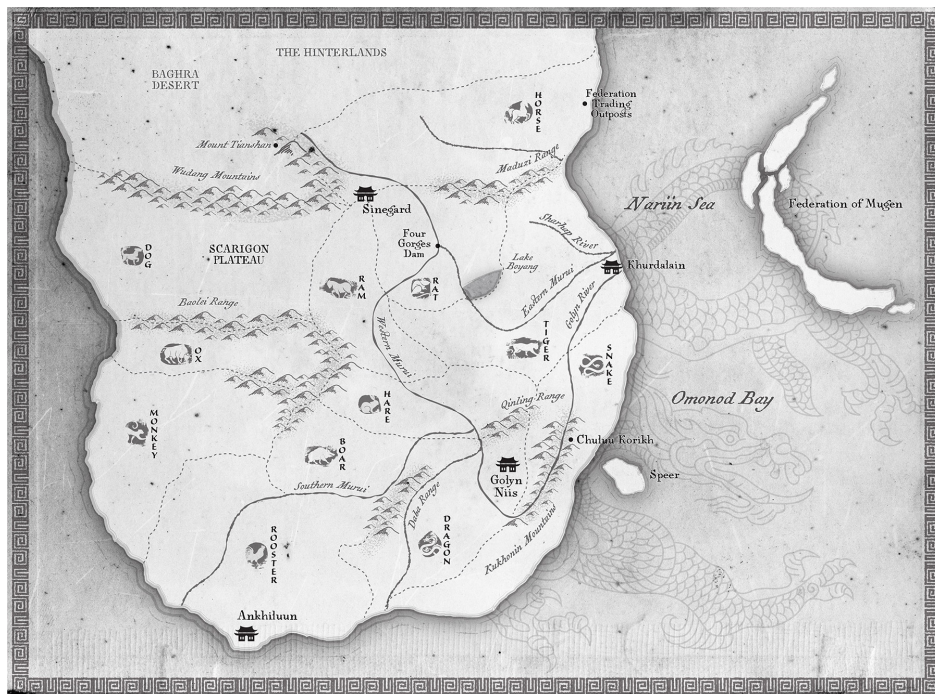 THE HINTERLANDS
BAGHRA
DESERT
HORSE
Federation
Trading
Outposts
Mount Tianshan
Maduzi Range
Wudang Mountains
Sinegard
Nariin Sea
Federation of Mugen
Sharhap River
Four
Gorges
Dam
DOG
SCARIGON
PLATEAU
Lake
Boyang
Khurdalain
RAM
RAT
Eastern Murui
Golyn River
Baolei Range
Western Murui
TIGER
SNAKE
OX
HARE
Qinling Range
Omonod Bay
MONKEY
BOAR
Chuluu Korikh
Golyn
Niis
Speer
Southern Murui
Daba Range
DRAGON
Kukhonin Mountains
ROOSTER
Ankhiluun